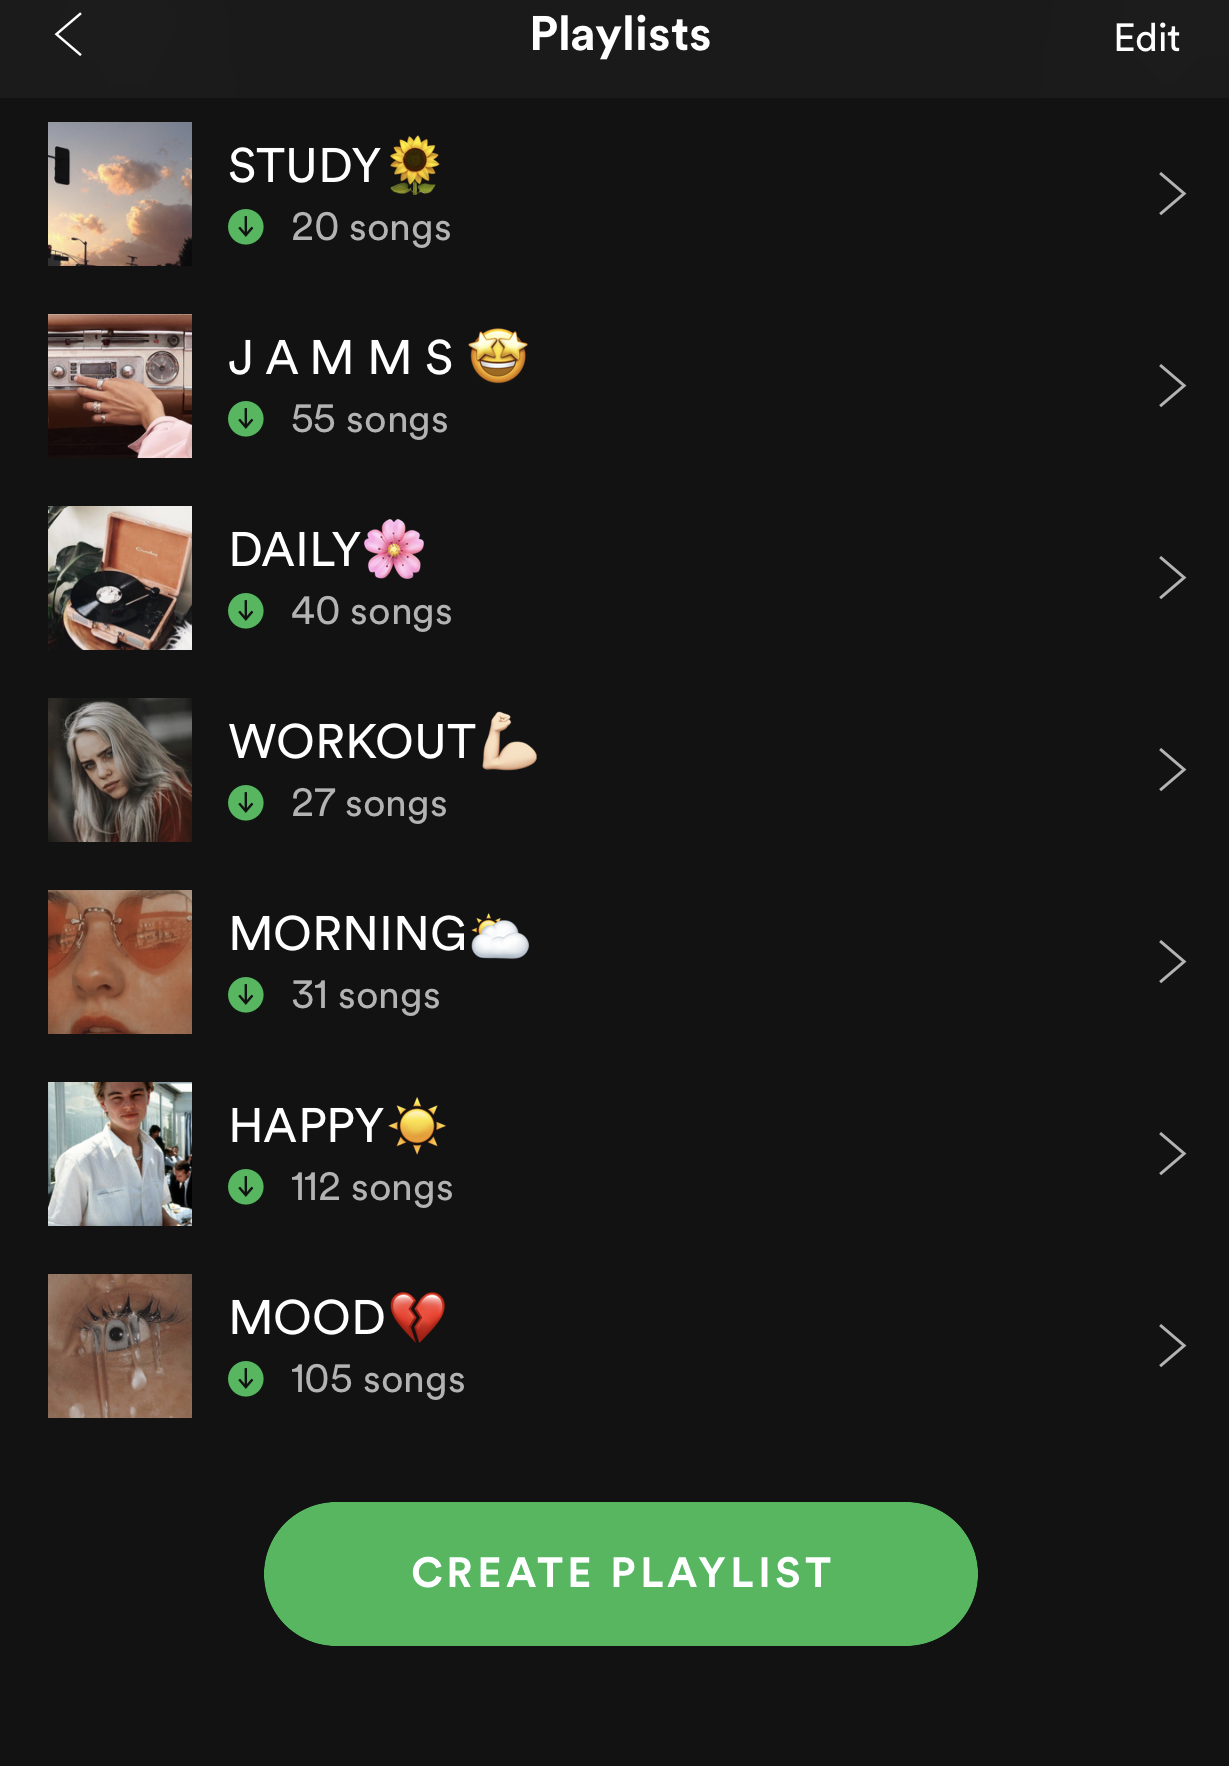 Playlists
Edit
STUDY🌻
20 songs
J A M M S 🤩
55 songs
DAILY🌸
40 songs
WORKOUT💪🏻
27 songs
MORNING🌥
31 songs
HAPPY☀️
112 songs
MOOD💔
105 songs
CREATE PLAYLIST